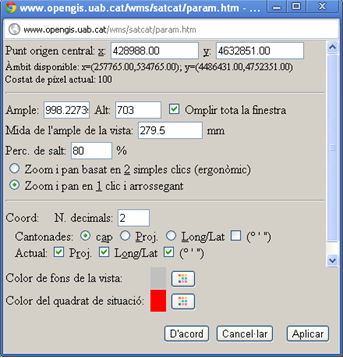 www.opengis.uab.cat/wms/satcat/param.htm - ...
www.opengis.uab.cat/wms/satcat/param.htm
Punt origen central: x: 428988.00 y: 4632851.00
Àmbit disponible: x=(257765.00,534765.00); y=(4486431.00,4752351.00)
Costat de píxel actual: 100
Ample: 998.2273 Alt: 703 Omplir tota la finestra
Mida de l'ample de la vista: 279.5 mm
Perc. de salt: 80 %
Zoom i pan basat en 2 simples clics (ergonòmic)
Zoom i pan en 1 clic i arrossegant
Coord: N. decimals: 2
Cantonades: cap Proj. Long/Lat (° ' ")
Actual: Proj. Long/Lat (° ' ")
Color de fons de la vista:
Color del quadrat de situació:
D'acord Cancel·lar Aplicar